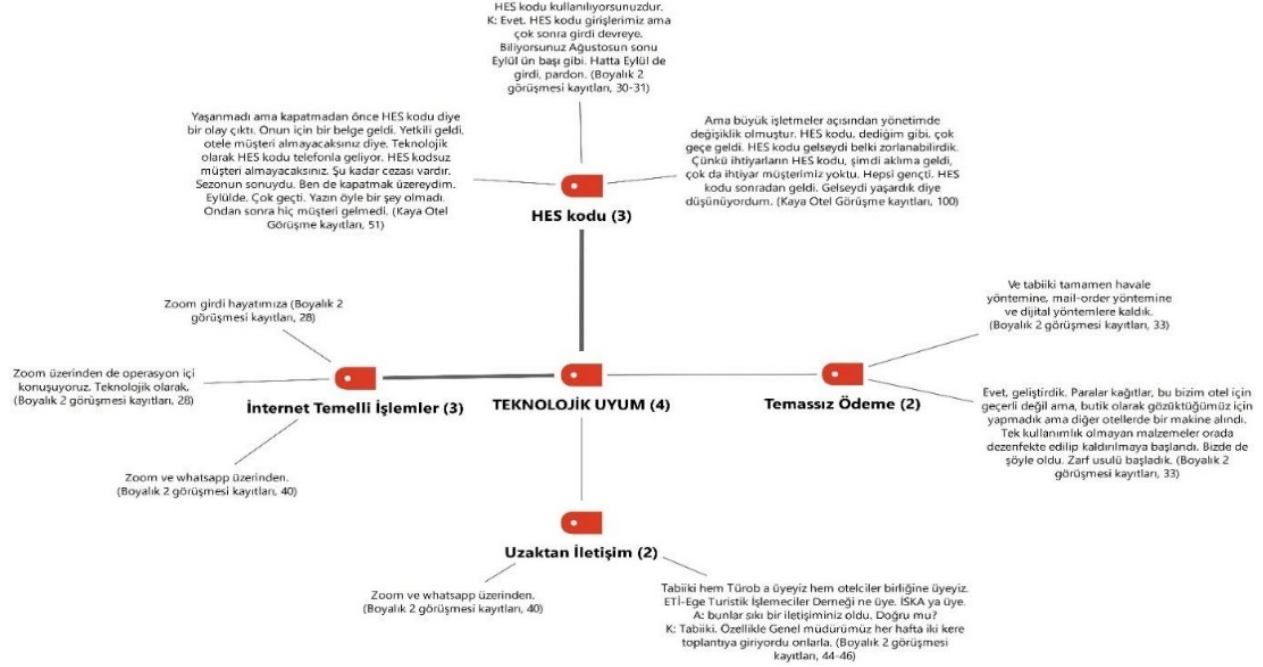 HES kodu kullanılıyorsunuzdur.
K: Evet. HES kodu girişlerimiz ama
çok sonra girdi devreye.
Biliyorsunuz Ağustosun sonu
Eylül ün başı gibi. Hatta Eylül de
girdi, pardon. (Boyalık 2
görüşmesi kayıtları, 30-31)
Yaşanmadı ama kapatmadan önce HES kodu diye
bir olay çıktı. Onun için bir belge geldi. Yetkili geldi,
otele müşteri almayacaksınız diye. Teknolojik
olarak HES kodu telefonla geliyor. HES kodsuz
müşteri almayacaksınız. Şu kadar cezası vardır.
Sezonun sonuydu. Ben de kapatmak üzereydim.
Eylülde. Çok geçti. Yazın öyle bir şey olmadı.
Ondan sonra hiç müşteri gelmedi. (Kaya Otel
Görüşme kayıtları, 51)
Ama büyük işletmeler açısından yönetimde
değişiklik olmuştur. HES kodu, dediğim gibi, çok
geçe geldi. HES kodu gelseydi belki zorlanabilirdik.
Çünkü ihtiyarların HES kodu, şimdi aklıma geldi,
çok da ihtiyar müşterimiz yoktu. Hepsi gençti. HES
kodu sonradan geldi. Gelseydi yaşardık diye
düşünüyordum. (Kaya Otel Görüşme kayıtları, 100)
HES kodu (3)
Zoom girdi hayatımıza (Boyalık 2
görüşmesi kayıtları, 28)
Zoom üzerinden de operasyon içi
konuşuyoruz. Teknolojik olarak,
(Boyalık 2 görüşmesi kayıtları, 28)
Zoom ve whatsapp üzerinden.
(Boyalık 2 görüşmesi kayıtları, 40)
İnternet Temelli İşlemler (3)
TEKNOLOJİK UYUM (4)
Temassız Ödeme (2)
Ve tabiiki tamamen havale
yöntemine, mail-order yöntemine
ve dijital yöntemlere kaldık.
(Boyalık 2 görüşmesi kayıtları, 33)
Evet, geliştirdik. Paralar kağıtlar, bu bizim otel için
geçerli değil ama, butik olarak gözüktüğümüz için
yapmadık ama diğer otellerde bir makine alındı.
Tek kullanımlık olmayan malzemeler orada
dezenfekte edilip kaldırılmaya başlandı. Bizde de
şöyle oldu. Zarf usulü başladık. (Boyalık 2
görüşmesi kayıtları, 33)
Uzaktan İletişim (2)
Zoom ve whatsapp üzerinden.
(Boyalık 2 görüşmesi kayıtları, 40)
Tabiiki hem Türob a üyeyiz hem otelciler birliğine üyeyiz.
ETİ-Ege Turistik İşlemeciler Derneği ne üye. İSKA ya üye.
A: bunlar sıkı bir iletişiminiz oldu. Doğru mu?
K: Tabiiki. Özellikle Genel müdürümüz her hafta iki kere
toplantıya giriyordu onlarla. (Boyalık 2 görüşmesi
kayıtları, 44-46)